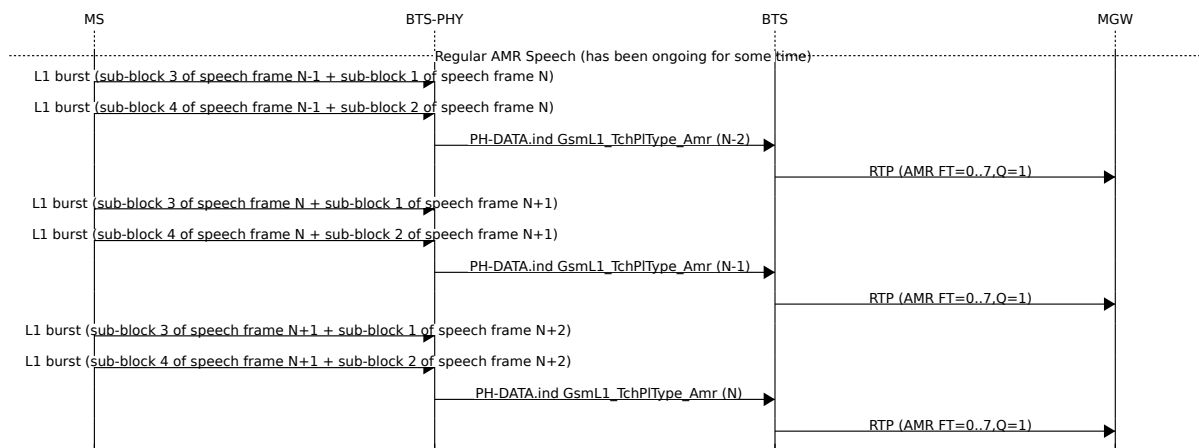 MS BTS-PHY BTS MGW
Regular AMR Speech (has been ongoing for some time)
L1 burst (sub-block 3 of speech frame N-1 + sub-block 1 of speech frame N)
L1 burst (sub-block 4 of speech frame N-1 + sub-block 2 of speech frame N)
PH-DATA.ind GsmL1_TchPlType_Amr (N-2)
RTP (AMR FT=0..7,Q=1)
L1 burst (sub-block 3 of speech frame N + sub-block 1 of speech frame N+1)
L1 burst (sub-block 4 of speech frame N + sub-block 2 of speech frame N+1)
PH-DATA.ind GsmL1_TchPlType_Amr (N-1)
RTP (AMR FT=0..7,Q=1)
L1 burst (sub-block 3 of speech frame N+1 + sub-block 1 of speech frame N+2)
L1 burst (sub-block 4 of speech frame N+1 + sub-block 2 of speech frame N+2)
PH-DATA.ind GsmL1_TchPlType_Amr (N)
RTP (AMR FT=0..7,Q=1)